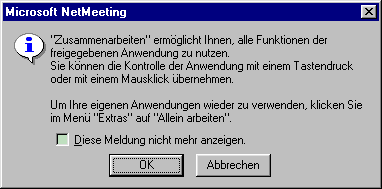 Microsoft NetMeeting
"Zusammenarbeiten" ermöglicht Ihnen, alle Funktionen der
freigegebenen Anwendung zu nutzen.
Sie können die Kontrolle der Anwendung mit einem Tastendruck
oder mit einem Mausklick übernehmen.
Um Ihre eigenen Anwendungen wieder zu verwenden, klicken Sie
im Menü "Extras" auf "Allein arbeiten".
Diese Meldung nicht mehr anzeigen.
OK Abbrechen